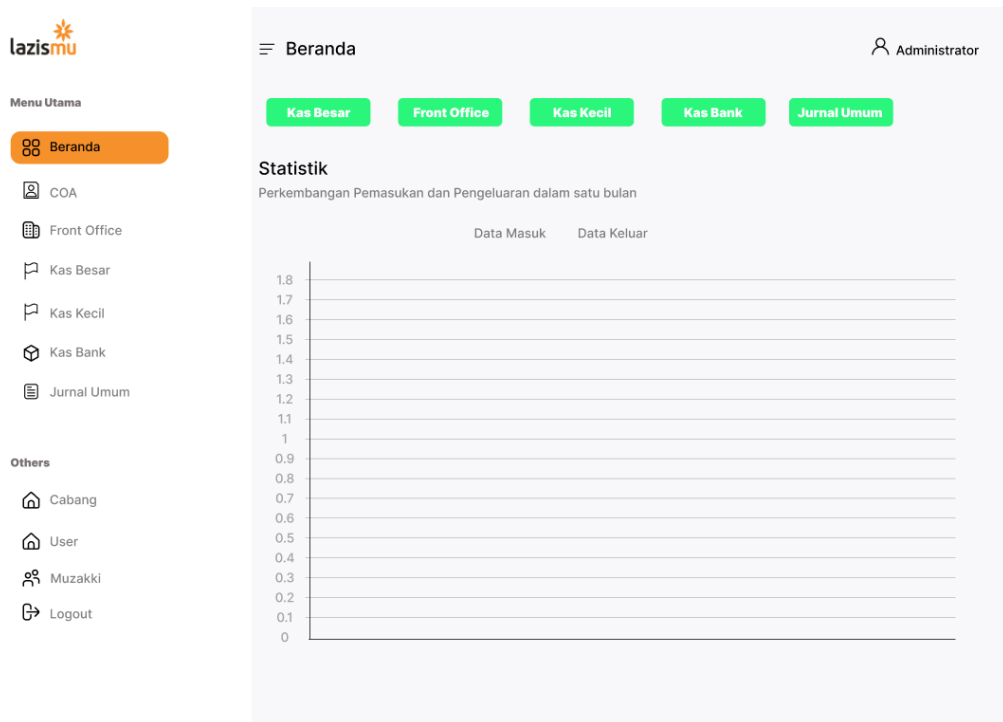 lazismu
Menu Utama
Beranda
COA
Front Office
Kas Besar
Kas Kecil
Kas Bank
Jurnal Umum
Others
Cabang
User
Muzakki
Logout
Beranda
Administrator
Kas Besar
Front Office
Kas Kecil
Kas Bank
Jurnal Umum
Statistik
Perkembangan Pemasukan dan Pengeluaran dalam satu bulan
Data Masuk Data Keluar
1.8
1.7
1.6
1.5
1.4
1.3
1.2
1.1
1
0.9
0.8
0.7
0.6
0.5
0.4
0.3
0.2
0.1
0